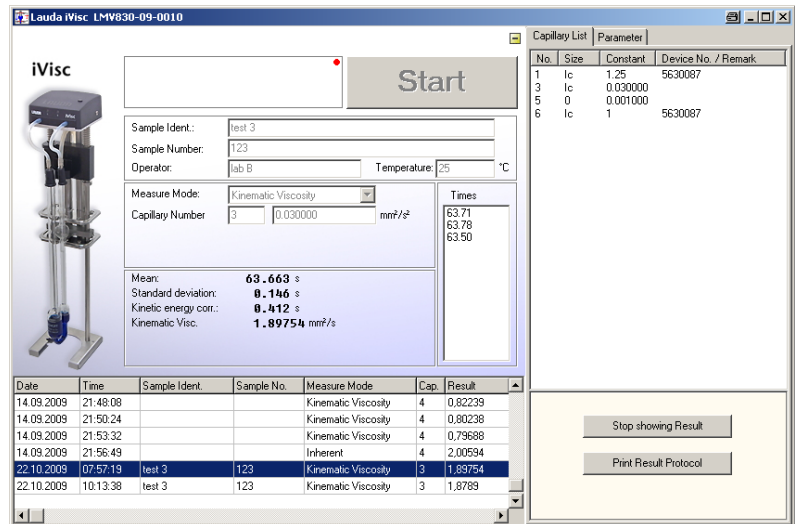 Lauda iVisc LMV830-09-0010
iVisc
Start
Sample Ident.: test 3
Sample Number: 123
Operator: lab B Temperature: 25 °C
Measure Mode: Kinematic Viscosity
Capillary Number 3 0.030000 mm²/s²
Times
63.71
63.78
63.50
Mean: 63.663 s
Standard deviation: 0.146 s
Kinetic energy corr.: 0.412 s
Kinematic Visc. 1.89754 mm²/s
Date Time Sample Ident. Sample No. Measure Mode Cap. Result
14.09.2009 21:48:08 Kinematic Viscosity 4 0,82239
14.09.2009 21:50:24 Kinematic Viscosity 4 0,80238
14.09.2009 21:53:32 Kinematic Viscosity 4 0,79688
14.09.2009 21:56:49 Inherent 4 2,00594
22.10.2009 07:57:19 test 3 123 Kinematic Viscosity 3 1,89754
22.10.2009 10:13:38 test 3 123 Kinematic Viscosity 3 1,8789
Capillary List Parameter
No. Size Constant Device No. / Remark
1 Ic 1.25 5630087
3 Ic 0.030000
5 0 0.001000
6 Ic 1 5630087
Stop showing Result
Print Result Protocol